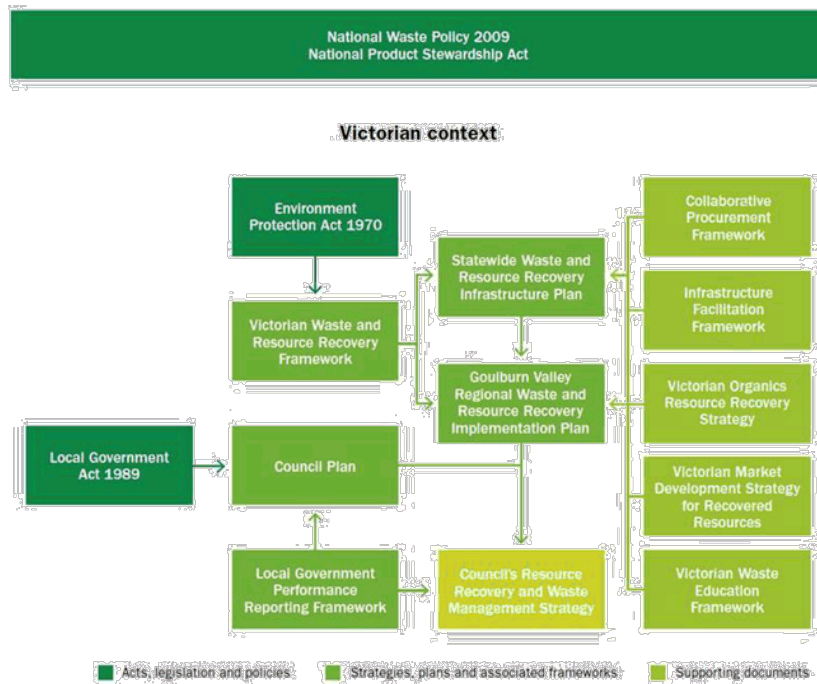 National Waste Policy 2009
National Product Stewardship Act
Victorian context
Environment
Protection Act 1970
Collaborative
Procurement
Framework
Statewide Waste and
Resource Recovery
Infrastructure Plan
Infrastructure
Facilitation
Framework
Victorian Waste and
Resource Recovery
Framework
Goulburn Valley
Regional Waste and
Resource Recovery
Implementation Plan
Victorian Organics
Resource Recovery
Strategy
Local Government
Act 1989
Council Plan
Victorian Market
Development Strategy
for Recovered
Resources
Local Government
Performance
Reporting Framework
Council's Resource
Recovery and Waste
Management Strategy
Victorian Waste
Education
Framework
Acts, legislation and policies
Strategies, plans and associated frameworks
Supporting documents